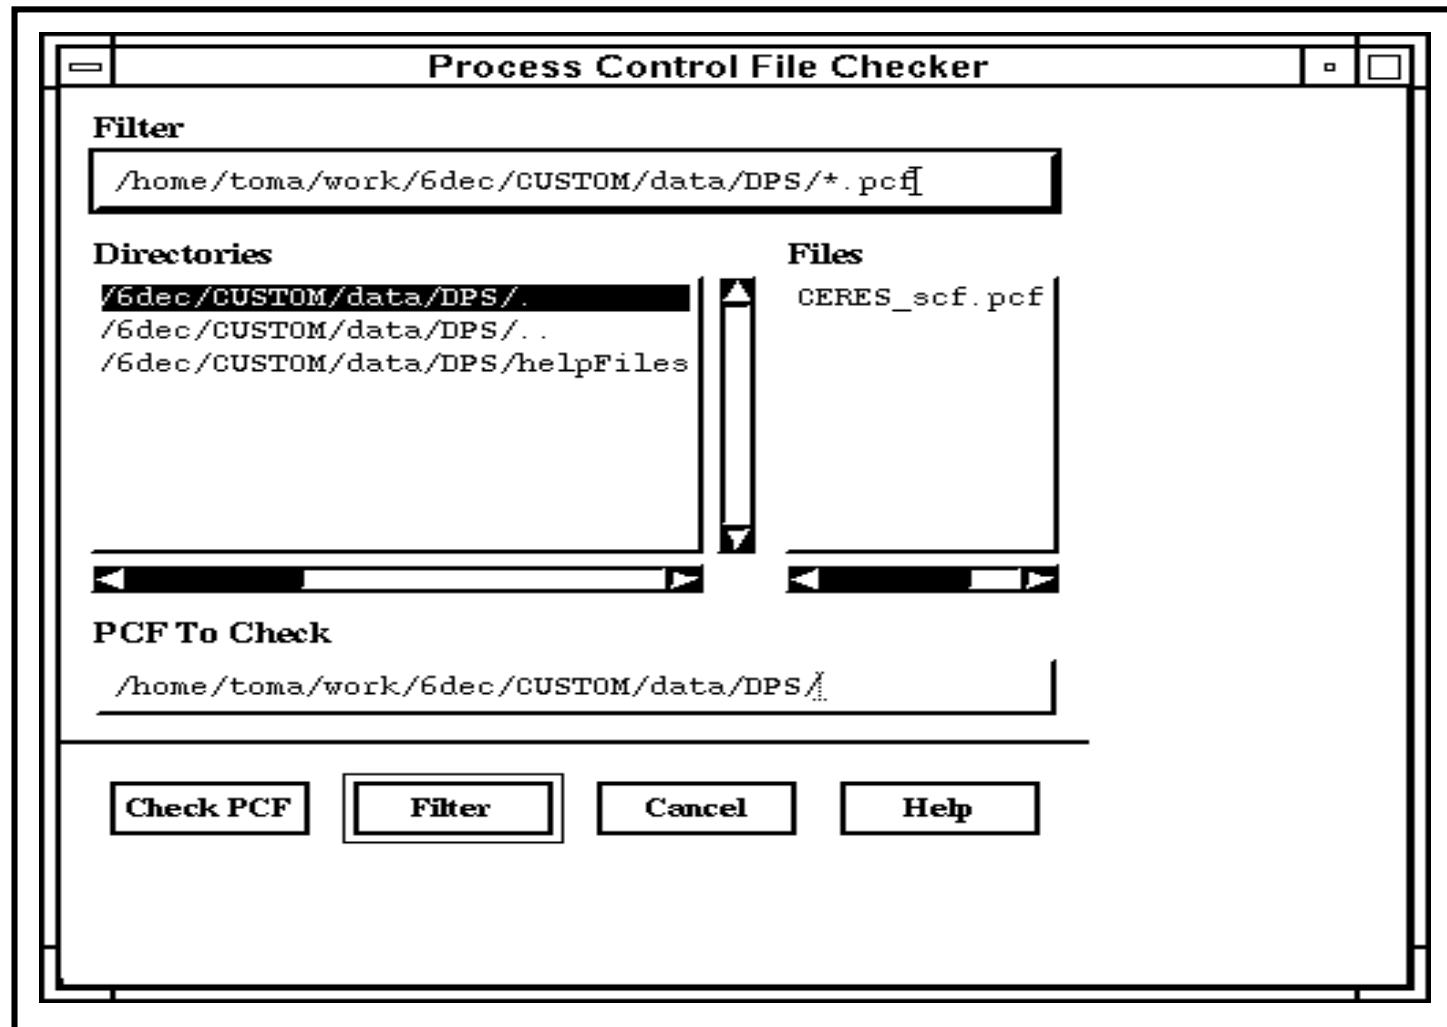 Process Control File Checker
Filter
/home/toma/work/6dec/CUSTOM/data/DPS/*.pcf
Directories
/6dec/CUSTOM/data/DPS/.
/6dec/CUSTOM/data/DPS/..
/6dec/CUSTOM/data/DPS/helpFiles
Files
CERES_scf.pcf
PCF To Check
/home/toma/work/6dec/CUSTOM/data/DPS/
Check PCF
Filter
Cancel
Help